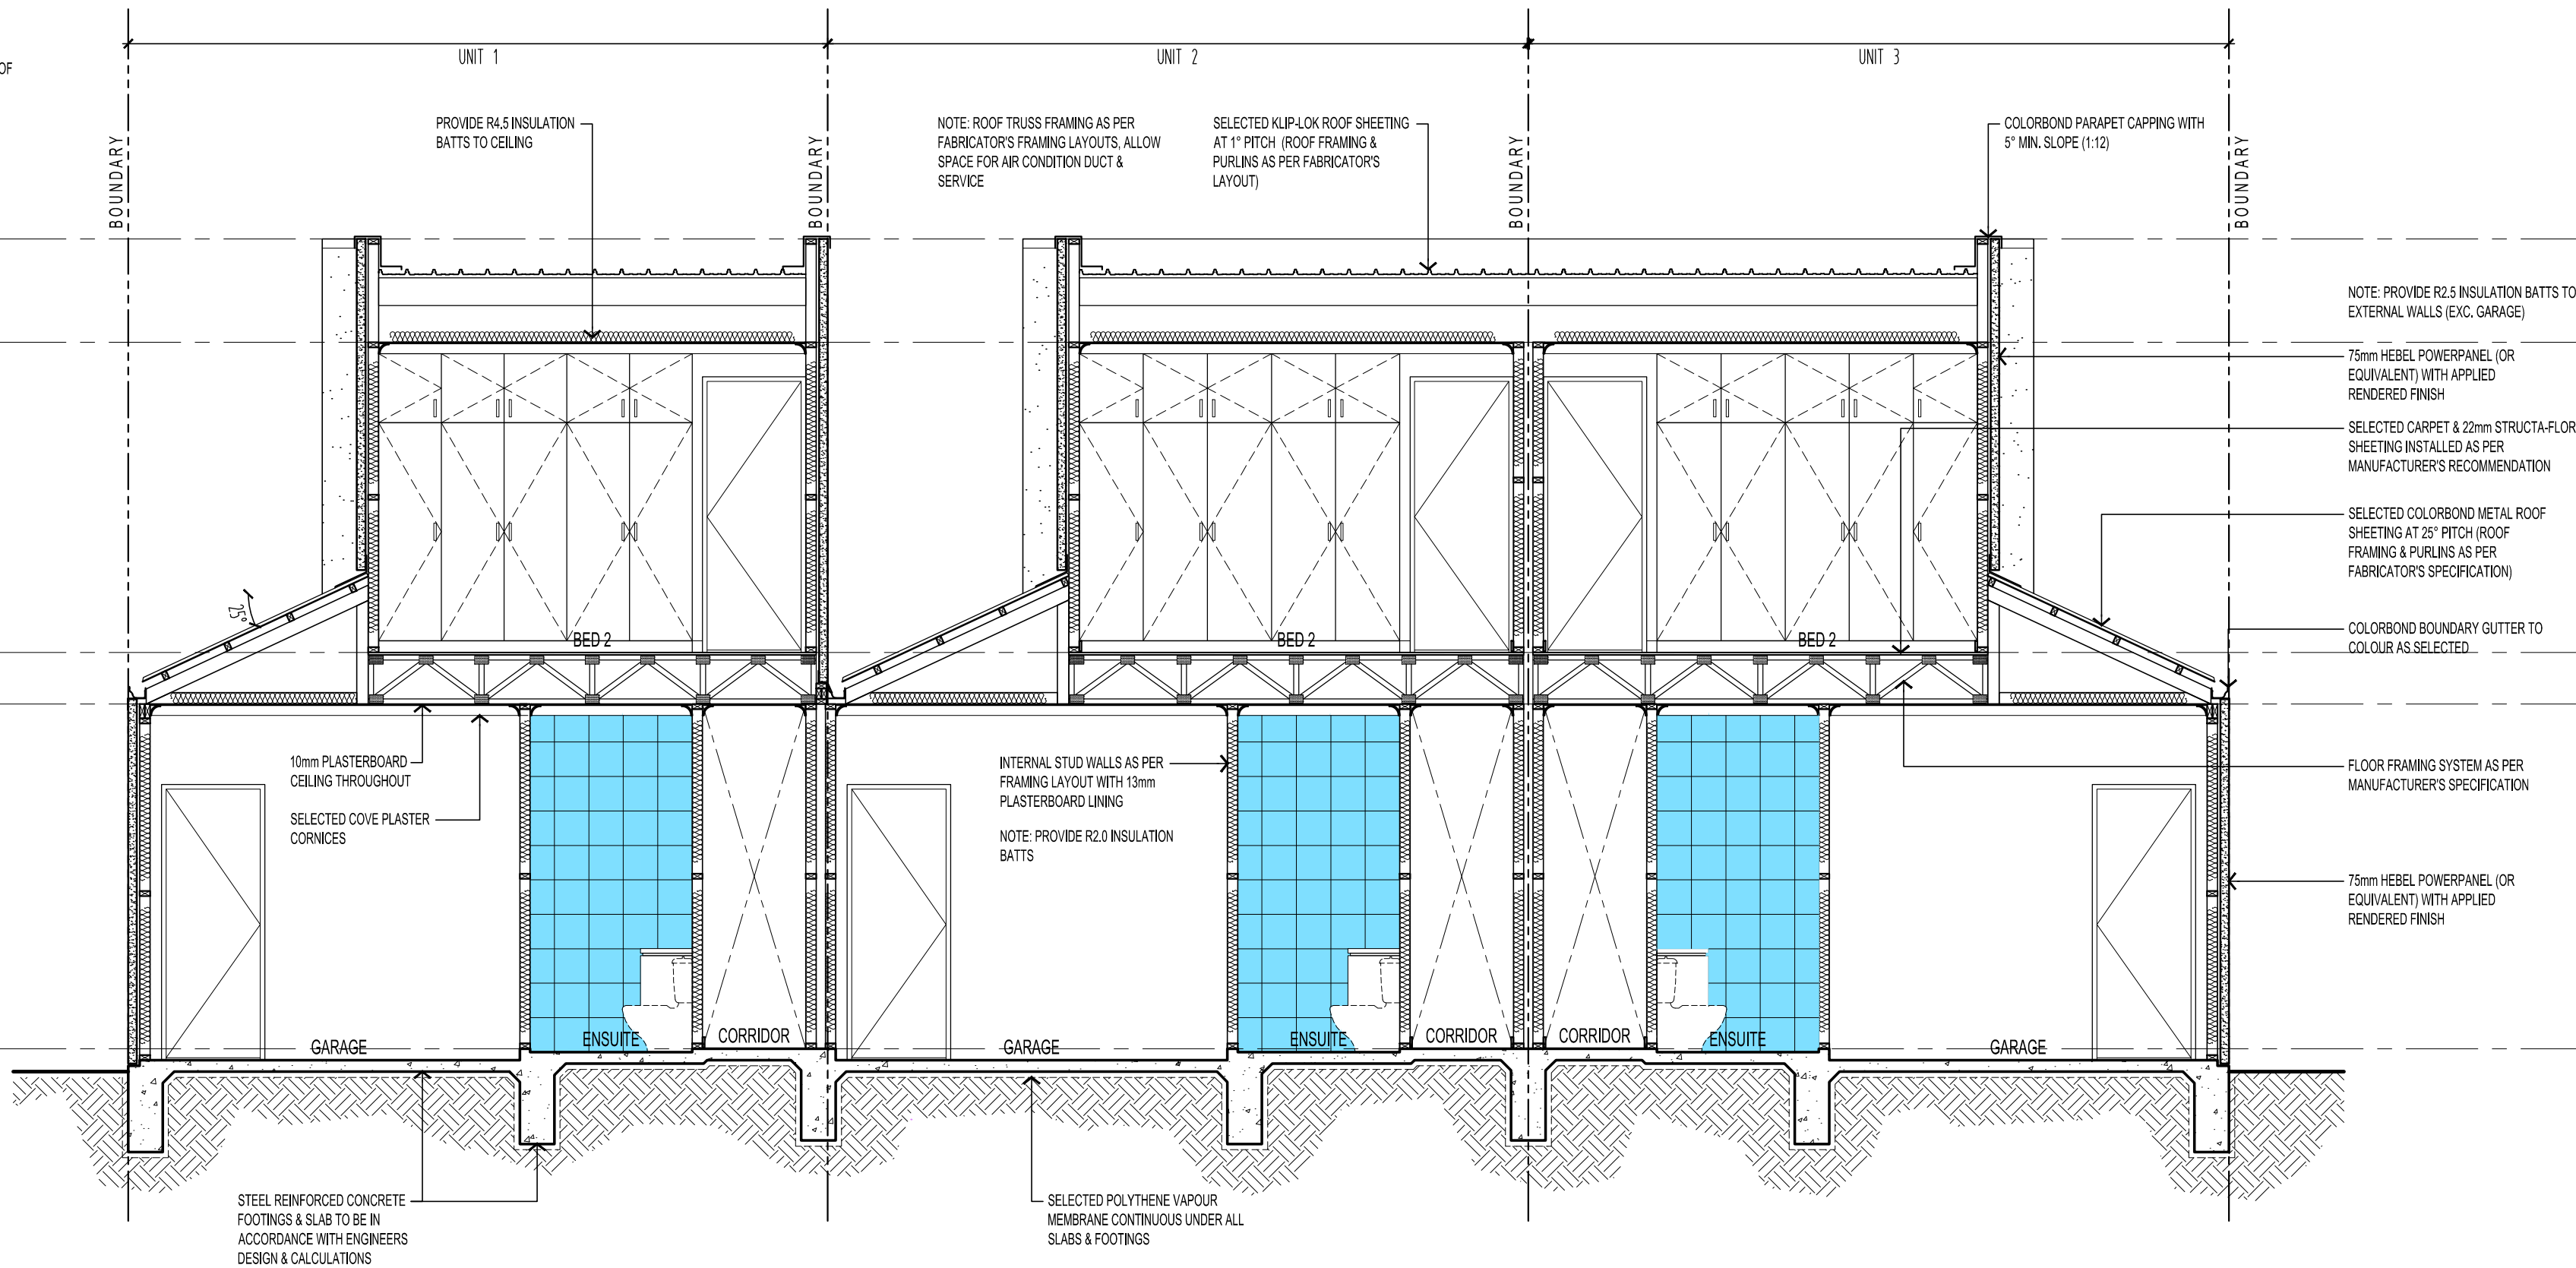 UNIT 1
UNIT 2
UNIT 3
OF
BOUNDARY
BOUNDARY
BOUNDARY
BOUNDARY
PROVIDE R4.5 INSULATION
BATTS TO CEILING
NOTE: ROOF TRUSS FRAMING AS PER
FABRICATOR'S FRAMING LAYOUTS, ALLOW
SPACE FOR AIR CONDITION DUCT &
SERVICE
SELECTED KLIP-LOK ROOF SHEETING
AT 1° PITCH (ROOF FRAMING &
PURLINS AS PER FABRICATOR'S
LAYOUT)
COLORBOND PARAPET CAPPING WITH
5° MIN. SLOPE (1:12)
NOTE: PROVIDE R2.5 INSULATION BATTS TO
EXTERNAL WALLS (EXC. GARAGE)
75mm HEBEL POWERPANEL (OR
EQUIVALENT) WITH APPLIED
RENDERED FINISH
SELECTED CARPET & 22mm STRUCTA-FLOR
SHEETING INSTALLED AS PER
MANUFACTURER'S RECOMMENDATION
SELECTED COLORBOND METAL ROOF
SHEETING AT 25° PITCH (ROOF
FRAMING & PURLINS AS PER
FABRICATOR'S SPECIFICATION)
COLORBOND BOUNDARY GUTTER TO
COLOUR AS SELECTED
25°
BED 2
BED 2
BED 2
10mm PLASTERBOARD
CEILING THROUGHOUT
SELECTED COVE PLASTER
CORNICES
INTERNAL STUD WALLS AS PER
FRAMING LAYOUT WITH 13mm
PLASTERBOARD LINING
NOTE: PROVIDE R2.0 INSULATION
BATTS
FLOOR FRAMING SYSTEM AS PER
MANUFACTURER'S SPECIFICATION
75mm HEBEL POWERPANEL (OR
EQUIVALENT) WITH APPLIED
RENDERED FINISH
GARAGE
ENSUITE
CORRIDOR
GARAGE
ENSUITE
CORRIDOR
CORRIDOR
ENSUITE
GARAGE
STEEL REINFORCED CONCRETE
FOOTINGS & SLAB TO BE IN
ACCORDANCE WITH ENGINEERS
DESIGN & CALCULATIONS
SELECTED POLYTHENE VAPOUR
MEMBRANE CONTINUOUS UNDER ALL
SLABS & FOOTINGS